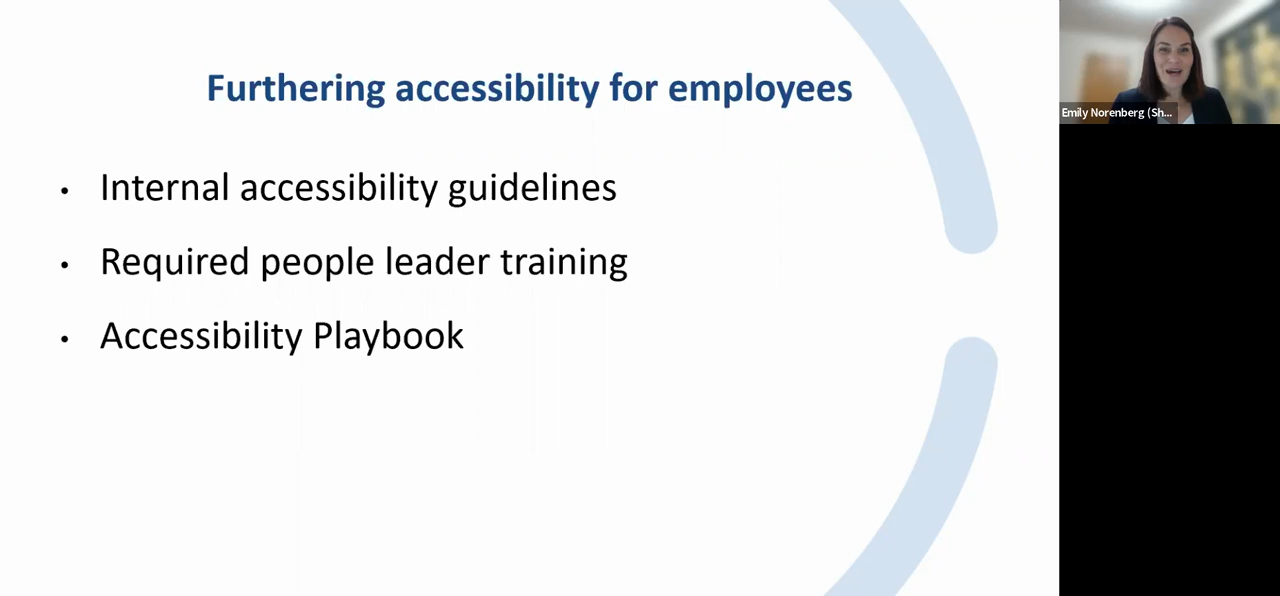 Furthering accessibility for employees
• Internal accessibility guidelines
• Required people leader training
• Accessibility Playbook
Emily Norenberg (Sh...